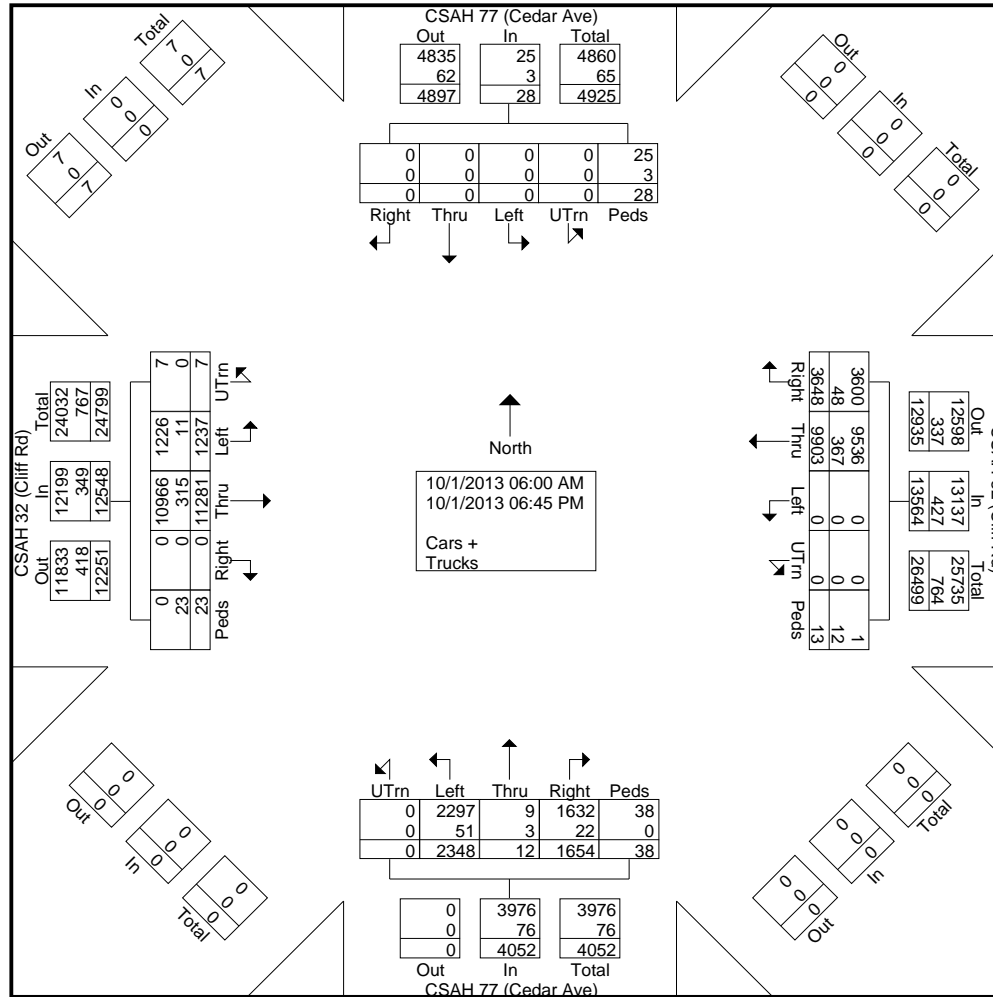 CSAH 77 (Cedar Ave)
Out In Total
4835 25 4860
62 3 65
4897 28 4925
0 0 0 0 25
0 0 0 0 3
0 0 0 0 28
Right Thru Left UTrn Peds
Total
7
0
7
In
0
0
0
Out
7
0
7
Out
0
0
0
In
0
0
0
Total
0
0
0
CSAH 32 (Cliff Rd)
Total
24032
767
24799
In
12199
349
12548
Out
11833
418
12251
7 0 7 UTrn
1226 11 1237 Left
10966 315 11281 Thru
0 0 0 Right
0 23 23 Peds
North
10/1/2013 06:00 AM
10/1/2013 06:45 PM
Cars +
Trucks
Right 3600 48 3648
Thru 9536 367 9903
Left 0 0 0
UTrn 0 0 0
Peds 1 12 13
Out
12598
337
12935
In
13137
427
13564
Total
25735
764
26499
UTrn Left Thru Right Peds
0 2297 9 1632 38
0 51 3 22 0
0 2348 12 1654 38
0 3976 3976
0 76 76
0 4052 4052
Out In Total
CSAH 77 (Cedar Ave)
Out
0
0
0
In
0
0
0
Total
0
0
0
Total
0
0
0
In
0
0
0
Out
0
0
0